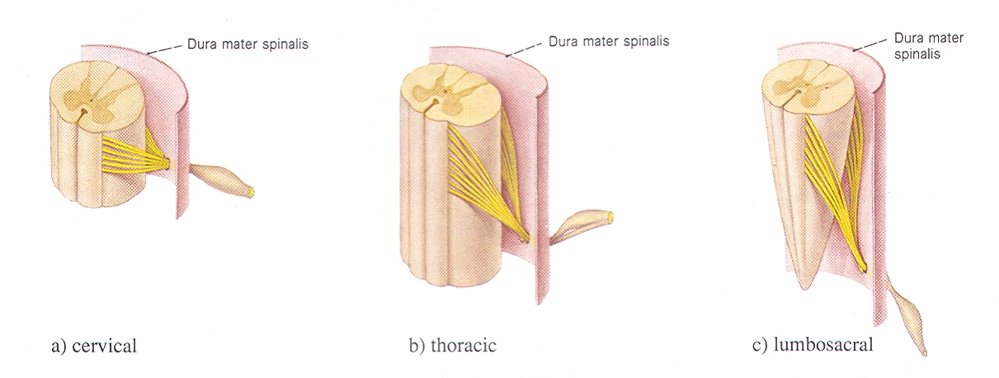 Dura mater spinalis
Dura mater spinalis
Dura mater
spinalis
a) cervical
b) thoracic
c) lumbosacral